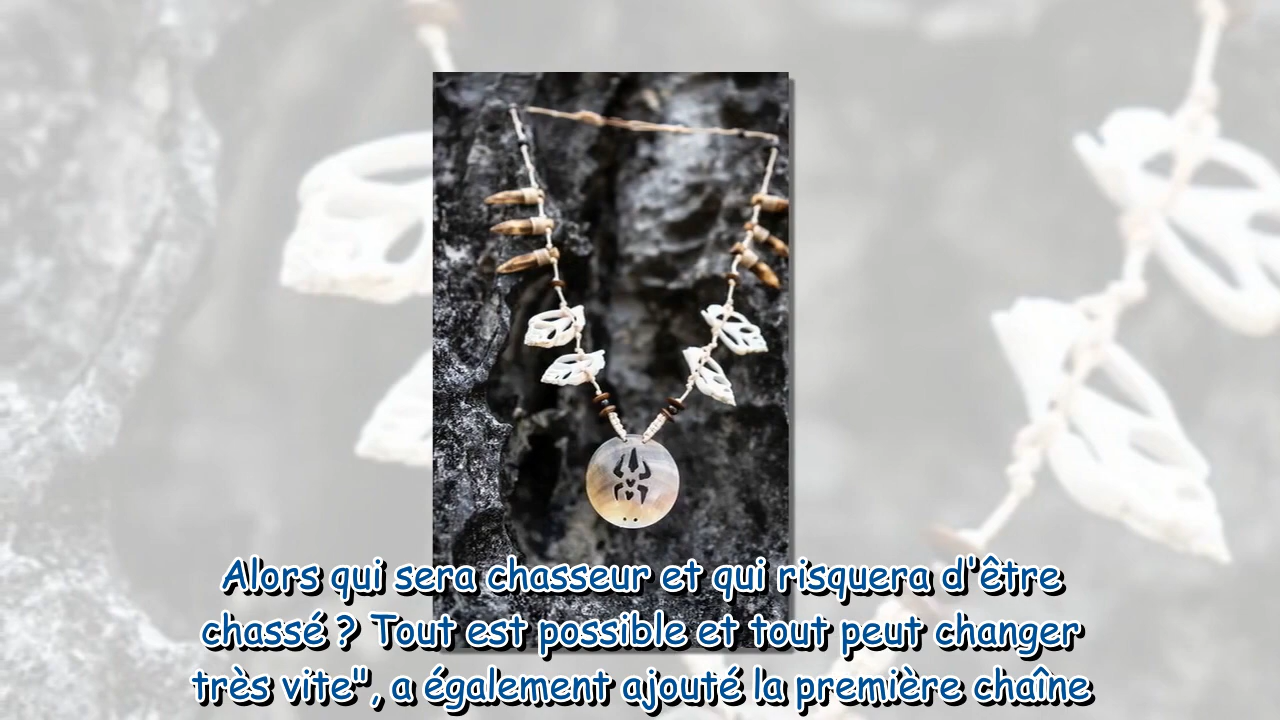 Alors qui sera chasseur et qui risquera d'être
chassé ? Tout est possible et tout peut changer
très vite", a également ajouté la première chaîne